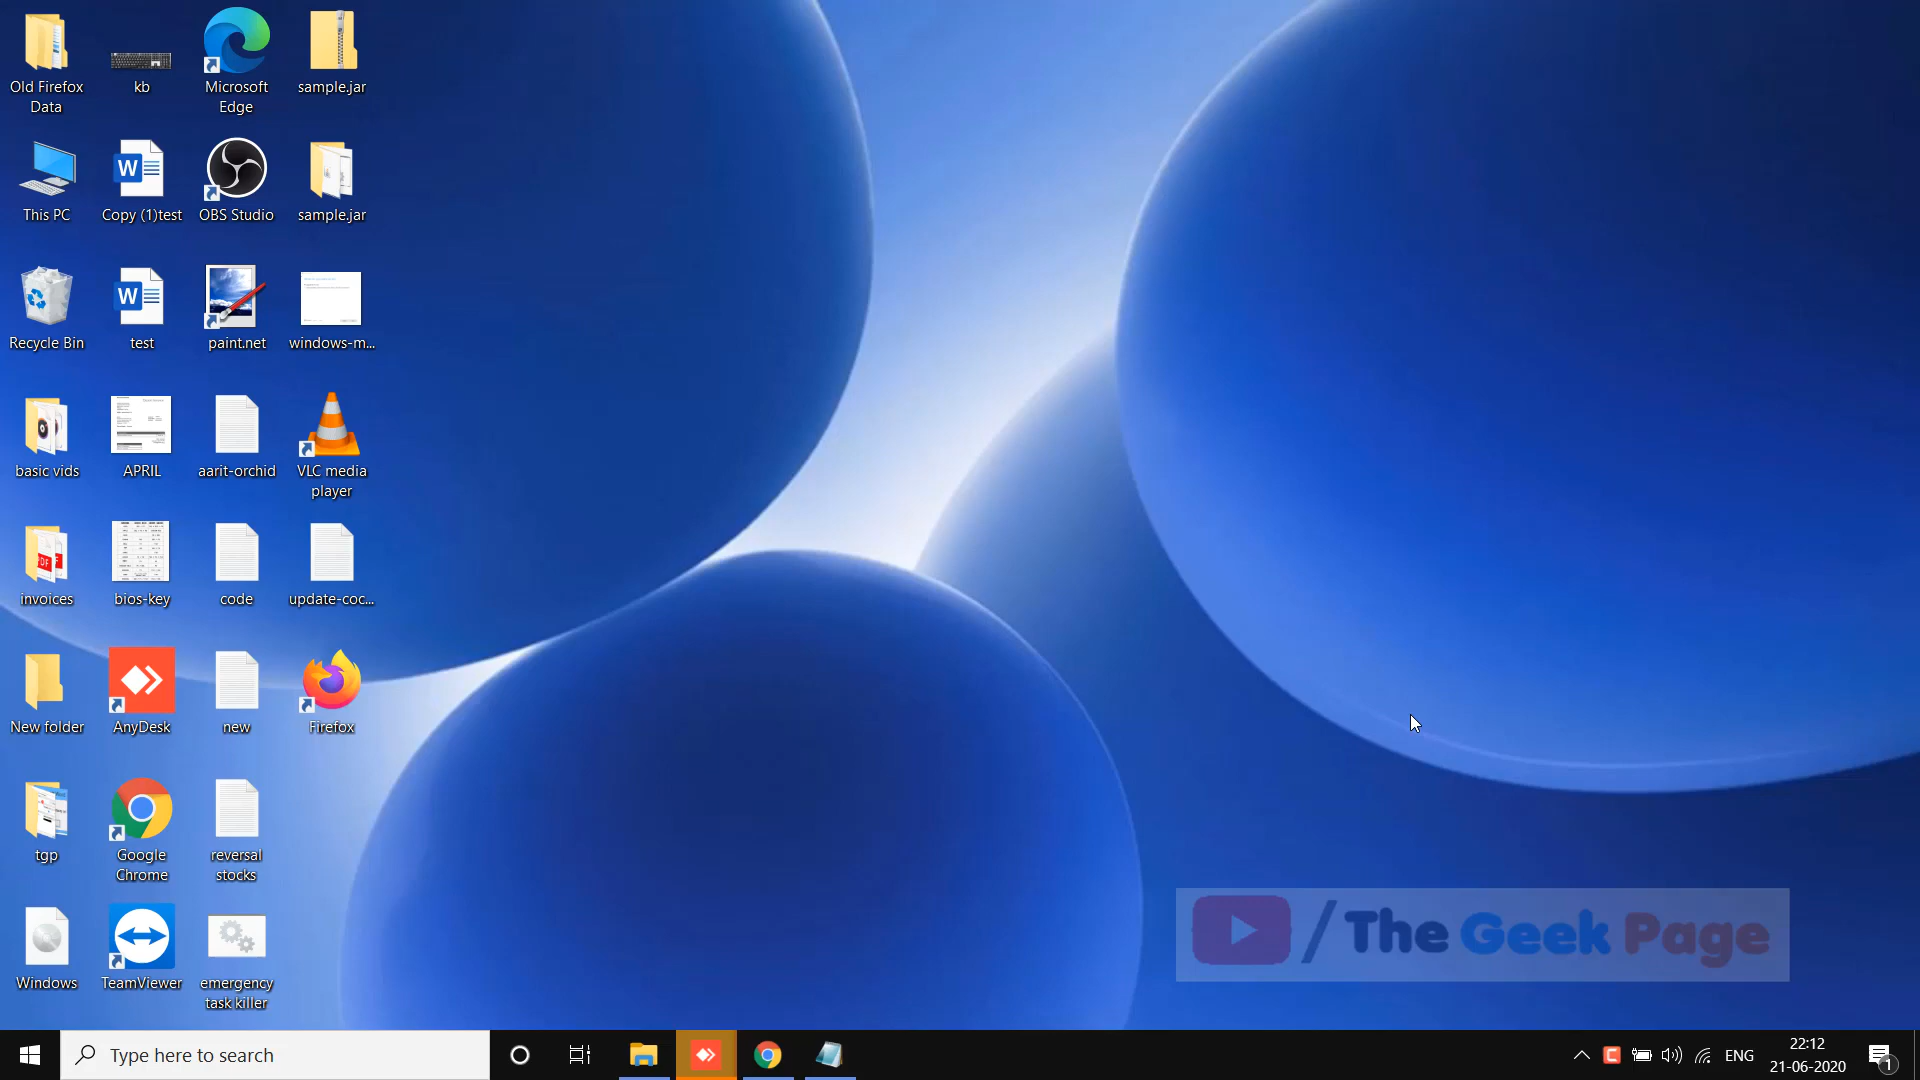 Old Firefox
Data
kb
Microsoft
Edge
sample.jar
This PC
Copy (1)test
OBS Studio
sample.jar
Recycle Bin
test
paint.net
windows-m...
basic vids
APRIL
aarit-orchid
VLC media
player
invoices
bios-key
code
update-coc...
New folder
AnyDesk
new
Firefox
tgp
Google
Chrome
reversal
stocks
Windows
TeamViewer
emergency
task killer
/ The Geek Page
Type here to search
ENG
22:12
21-06-2020
1